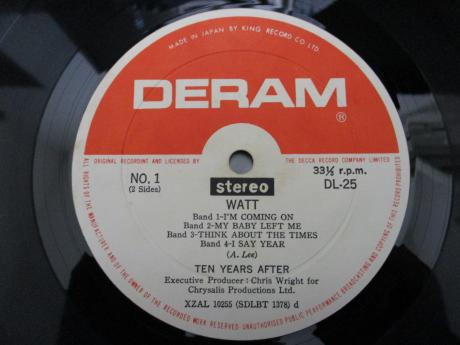 MADE IN JAPAN BY KING RECORD CO LTD
DERAM
®
ORIGINAL RECORDINT AND LICENSED BY THE DECCA RECORD COMPANY LIMITED
NO. 1
(2 Sides)
stereo
33⅓ r.p.m.
DL-25
WATT
Band 1-I'M COMING ON
Band 2-MY BABY LEFT ME
Band 3-THINK ABOUT THE TIMES
Band 4-I SAY YEAR
(A. Lee)
TEN YEARS AFTER
Executive Producer: Chris Wright for
Chrysalis Productions Ltd.
XZAL 10255 (SDLBT 1378) d
ALL RIGHTS OF THE MANUFACTURER AND OF THE OWNER OF THE RECORDED WORK RESERVED UNAUTHORISED PUBLIC PERFORMANCE BROADCASTING AND COPYING OF THIS RECORD PROHIBITED